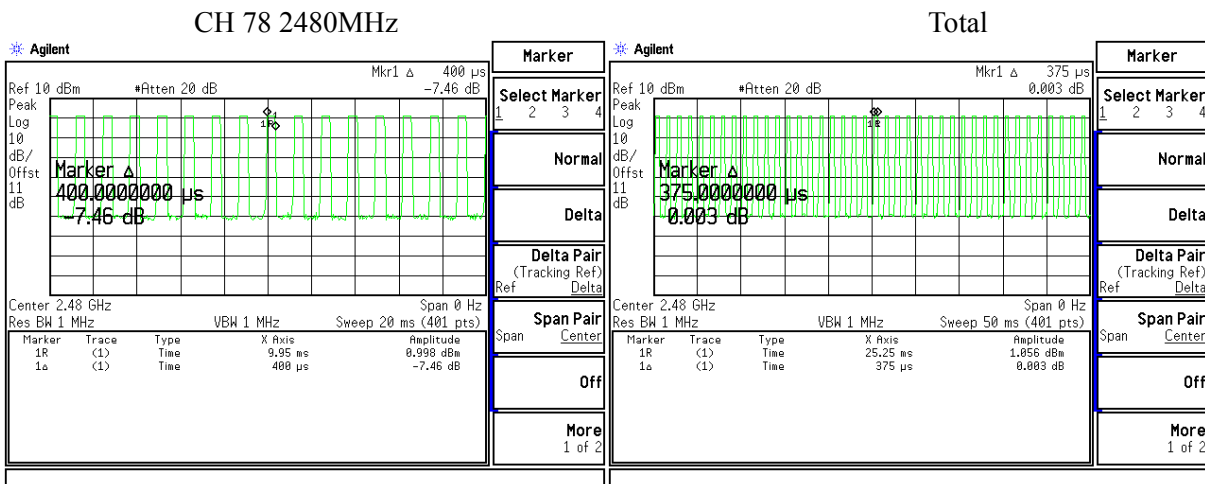 CH 78 2480MHz
Agilent
Mkr1 Δ 400 µs
Ref 10 dBm #Atten 20 dB -7.46 dB
Peak
Log
10
dB/
Offst
11
dB
1R
1
Marker Δ
400.0000000 µs
-7.46 dB
Center 2.48 GHz Span 0 Hz
Res BW 1 MHz VBW 1 MHz Sweep 20 ms (401 pts)
Marker Trace Type X Axis Amplitude
1R (1) Time 9.95 ms 0.998 dBm
1Δ (1) Time 400 µs -7.46 dB
Marker
Select Marker
1 2 3 4
Normal
Delta
Delta Pair
(Tracking Ref)
Ref Delta
Span Pair
Span Center
Off
More
1 of 2
Total
Agilent
Mkr1 Δ 375 µs
Ref 10 dBm #Atten 20 dB 0.003 dB
Peak
Log
10
dB/
Offst
11
dB
Marker Δ
375.0000000 µs
0.003 dB
Center 2.48 GHz Span 0 Hz
Res BW 1 MHz VBW 1 MHz Sweep 50 ms (401 pts)
Marker Trace Type X Axis Amplitude
1R (1) Time 25.25 ms 1.056 dBm
1Δ (1) Time 375 µs 0.003 dB
Marker
Select Marker
1 2 3 4
Normal
Delta
Delta Pair
(Tracking Ref)
Ref Delta
Span Pair
Span Center
Off
More
1 of 2